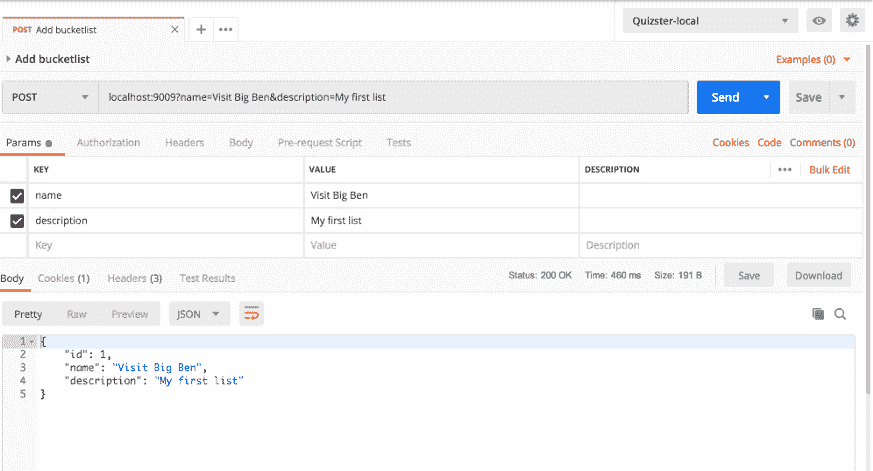 POST Add bucketlist × + ••• Quizster-local
Add bucketlist Examples (0)
POST localhost:9009?name=Visit Big Ben&description=My first list Send Save
Params Authorization Headers Body Pre-request Script Tests Cookies Code Comments (0)
KEY VALUE DESCRIPTION ••• Bulk Edit
name Visit Big Ben
description My first list
Key Value Description
Body Cookies (1) Headers (3) Test Results Status: 200 OK Time: 460 ms Size: 191 B Save Download
Pretty Raw Preview JSON
1 {
2 "id": 1,
3 "name": "Visit Big Ben",
4 "description": "My first list"
5 }